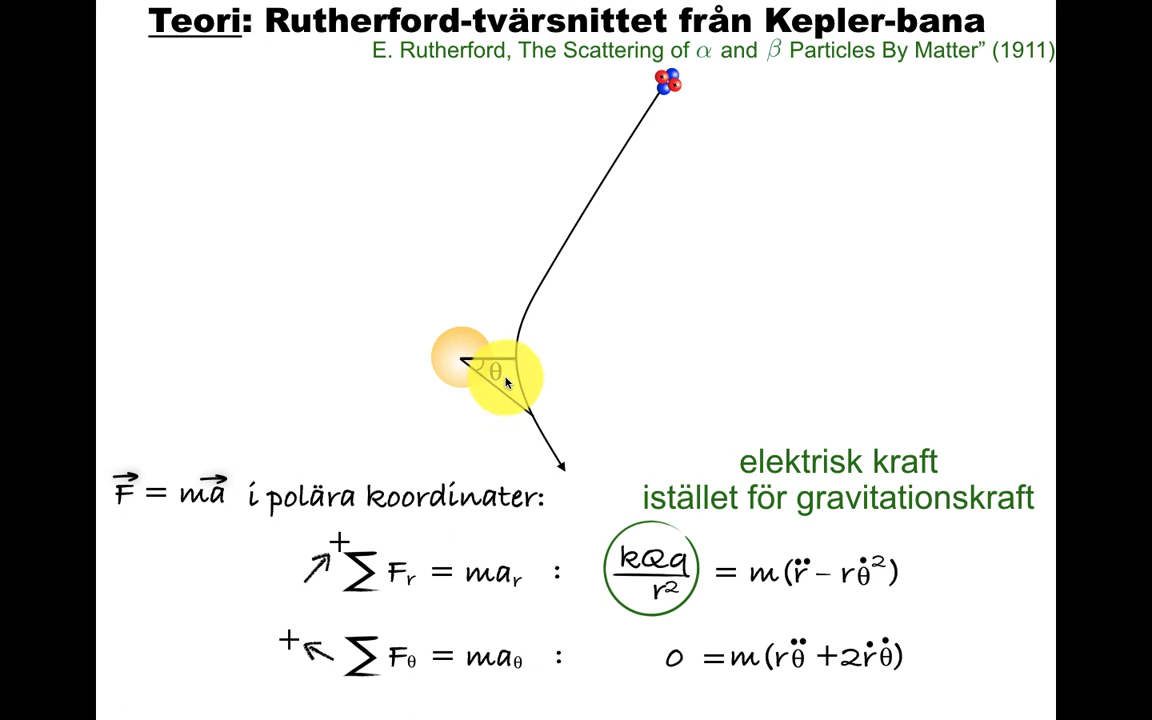 Teori: Rutherford-tvärsnittet från Kepler-bana
E. Rutherford, The Scattering of α and β Particles By Matter” (1911)
θ
elektrisk kraft
istället för gravitationskraft
F = ma i polära koordinater:
+ ∑ Fr = mar : kQq/r² = m(r̈ – rθ̇²)
+ ∑ Fθ = maθ : 0 = m(rθ̈ +2ṙθ̇)